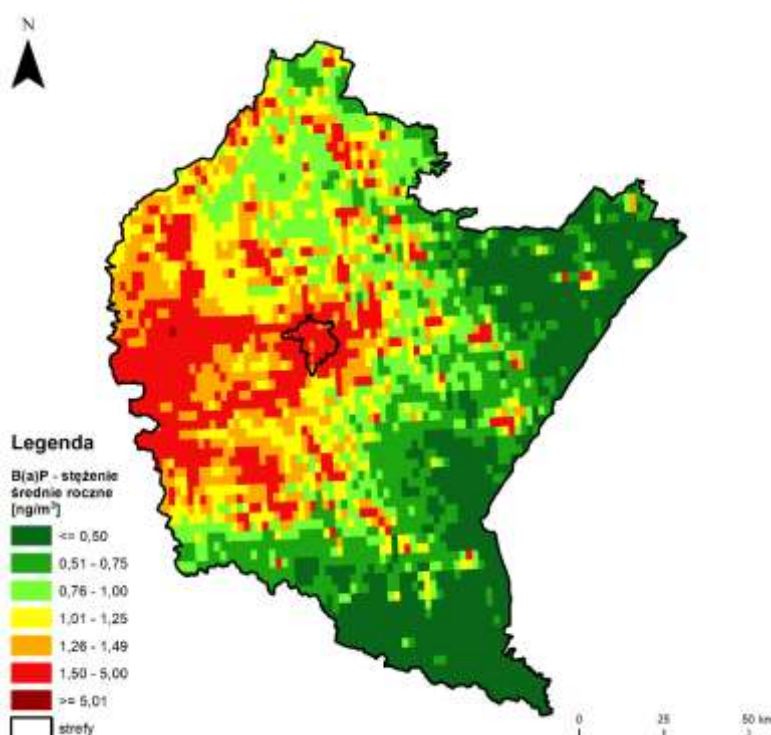 N
Legenda
B(a)P - stężenie
średnie roczne
[ng/m³]
<= 0,50
0,51 - 0,75
0,76 - 1,00
1,01 - 1,25
1,26 - 1,49
1,50 - 5,00
>= 5,01
strefy
0 25 50 km